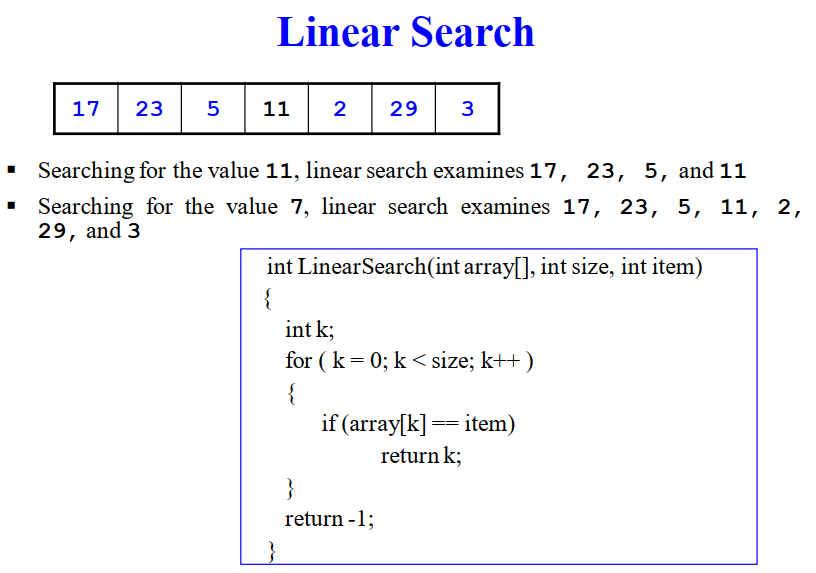 Linear Search
17 23 5 11 2 29 3
▪ Searching for the value 11, linear search examines 17, 23, 5, and 11
▪ Searching for the value 7, linear search examines 17, 23, 5, 11, 2,
29, and 3
int LinearSearch(int array[], int size, int item)
{
int k;
for ( k = 0; k < size; k++ )
{
if (array[k] == item)
return k;
}
return -1;
}